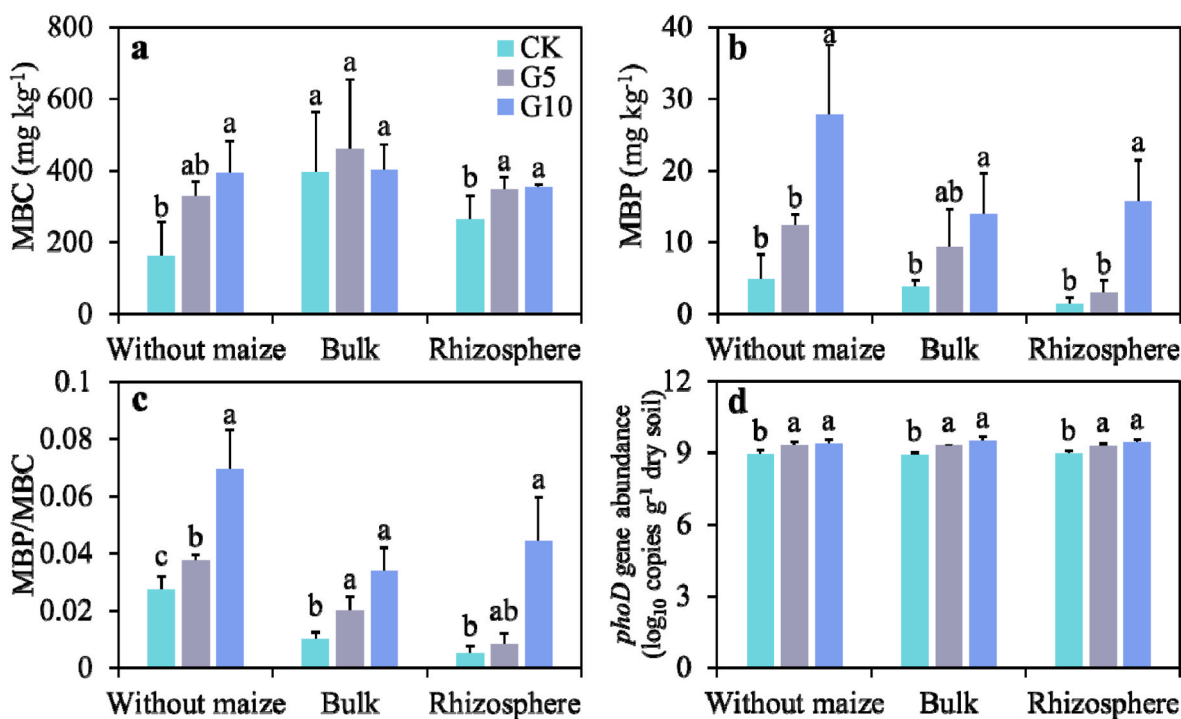 a
MBC (mg kg⁻¹)
800
600
400
200
0
CK
G5
G10
b
ab
a
a
a
a
b
a
a
Without maize
Bulk
Rhizosphere
b
MBP (mg kg⁻¹)
40
30
20
10
0
b
b
a
b
ab
a
b
b
a
Without maize
Bulk
Rhizosphere
c
MBP/MBC
0.1
0.08
0.06
0.04
0.02
0
c
b
a
b
a
a
b
ab
a
Without maize
Bulk
Rhizosphere
d
phoD gene abundance
(log₁₀ copies g⁻¹ dry soil)
12
9
6
3
0
b
a
a
b
a
a
b
a
a
Without maize
Bulk
Rhizosphere